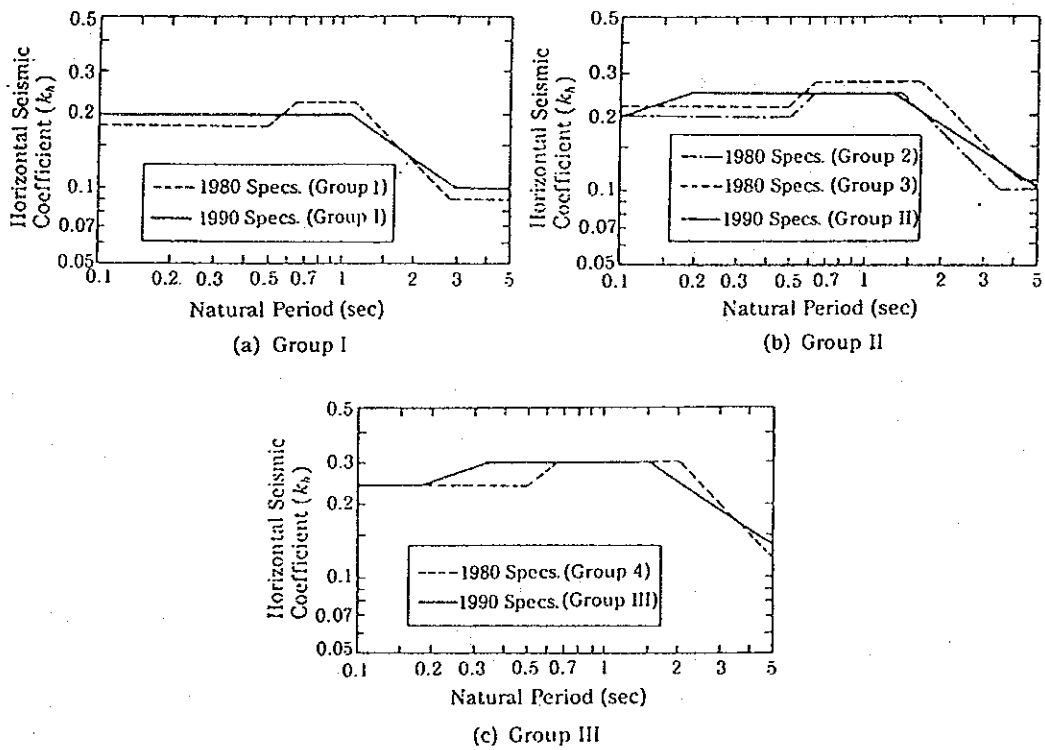 0.5
0.3
0.2
0.1
0.07
0.05
Horizontal Seismic
Coefficient (kₕ)
1980 Specs. (Group 1)
1990 Specs. (Group I)
0.1 0.2 0.3 0.5 0.7 1 2 3 5
Natural Period (sec)
(a) Group I
0.5
0.3
0.2
0.1
0.05
Horizontal Seismic
Coefficient (kₕ)
1980 Specs. (Group 2)
1980 Specs. (Group 3)
1990 Specs. (Group II)
0.1 0.2 0.3 0.5 0.7 1 2 3 5
Natural Period (sec)
(b) Group II
0.5
0.3
0.2
0.1
0.05
Horizontal Seismic
Coefficient (kₕ)
1980 Specs. (Group 4)
1990 Specs. (Group III)
0.1 0.2 0.3 0.5 0.7 1 2 3 5
Natural Period (sec)
(c) Group III